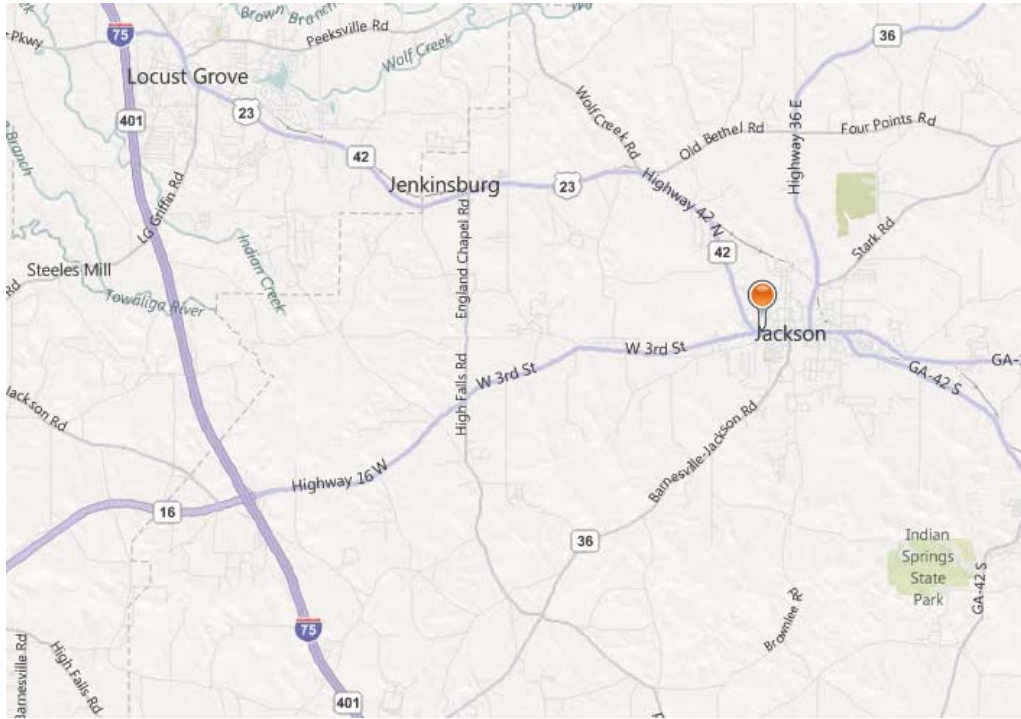 Brown Branch
Peeksville Rd
Wolf Creek
-Pkwy
75
36
Locust Grove
401
23
Wolf Creek Rd
Old Bethel Rd
Four Points Rd
Branch
42
Jenkinsburg
23
Highway 42 N
Highway 36 E
LG Griffin Rd
England Chapel Rd
Indian Creek
42
Stark Rd
Steeles Mill
Rd
Towaliga River
Jackson
W 3rd St
GA-
GA-42 S
W 3rd St
High Falls Rd
Jackson Rd
Barnesville-Jackson Rd
Highway 16 W
16
36
Indian
Springs
State
Park
GA-42 S
Brownlee Rd
75
Barnesville Rd
High Falls Rd
401